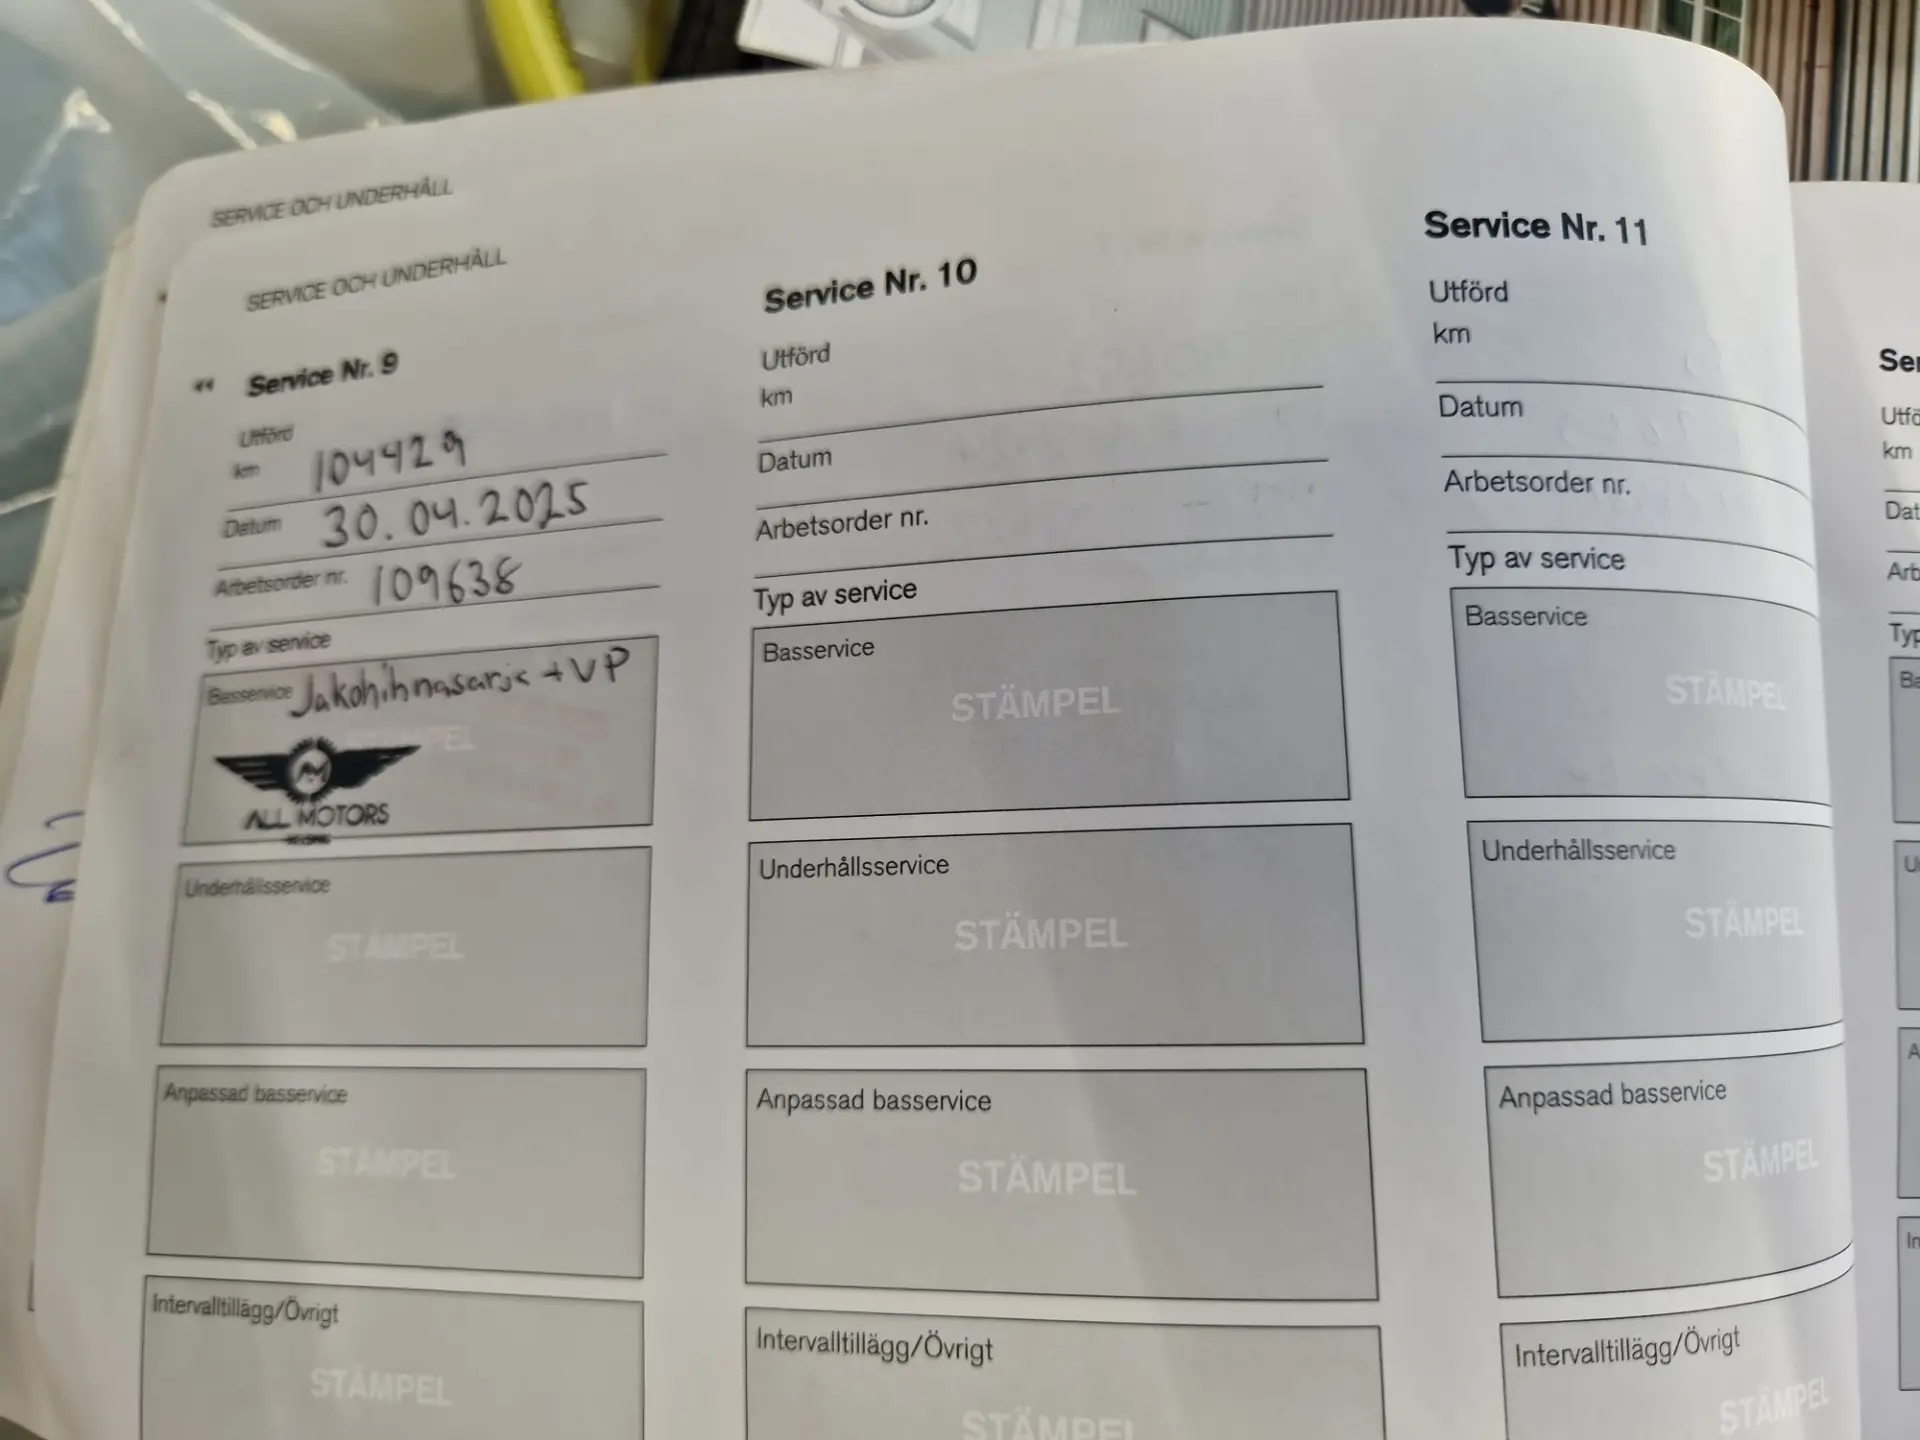 SERVICE OCH UNDERHÅLL
SERVICE OCH UNDERHÅLL
Service Nr. 9
Utförd
km 104429
Datum 30.04.2025
Arbetsorder nr. 109638
Typ av service
Basservice Jakohihnasarja + VP
STÄMPEL
ALL MOTORS
Underhållsservice
STÄMPEL
Anpassad basservice
STÄMPEL
Intervalltillägg/Övrigt
STÄMPEL
Service Nr. 10
Utförd
km
Datum
Arbetsorder nr.
Typ av service
Basservice
STÄMPEL
Underhållsservice
STÄMPEL
Anpassad basservice
STÄMPEL
Intervalltillägg/Övrigt
STÄMPEL
Service Nr. 11
Utförd
km
Datum
Arbetsorder nr.
Typ av service
Basservice
STÄMPEL
Underhållsservice
STÄMPEL
Anpassad basservice
STÄMPEL
Intervalltillägg/Övrigt
STÄMPEL
km